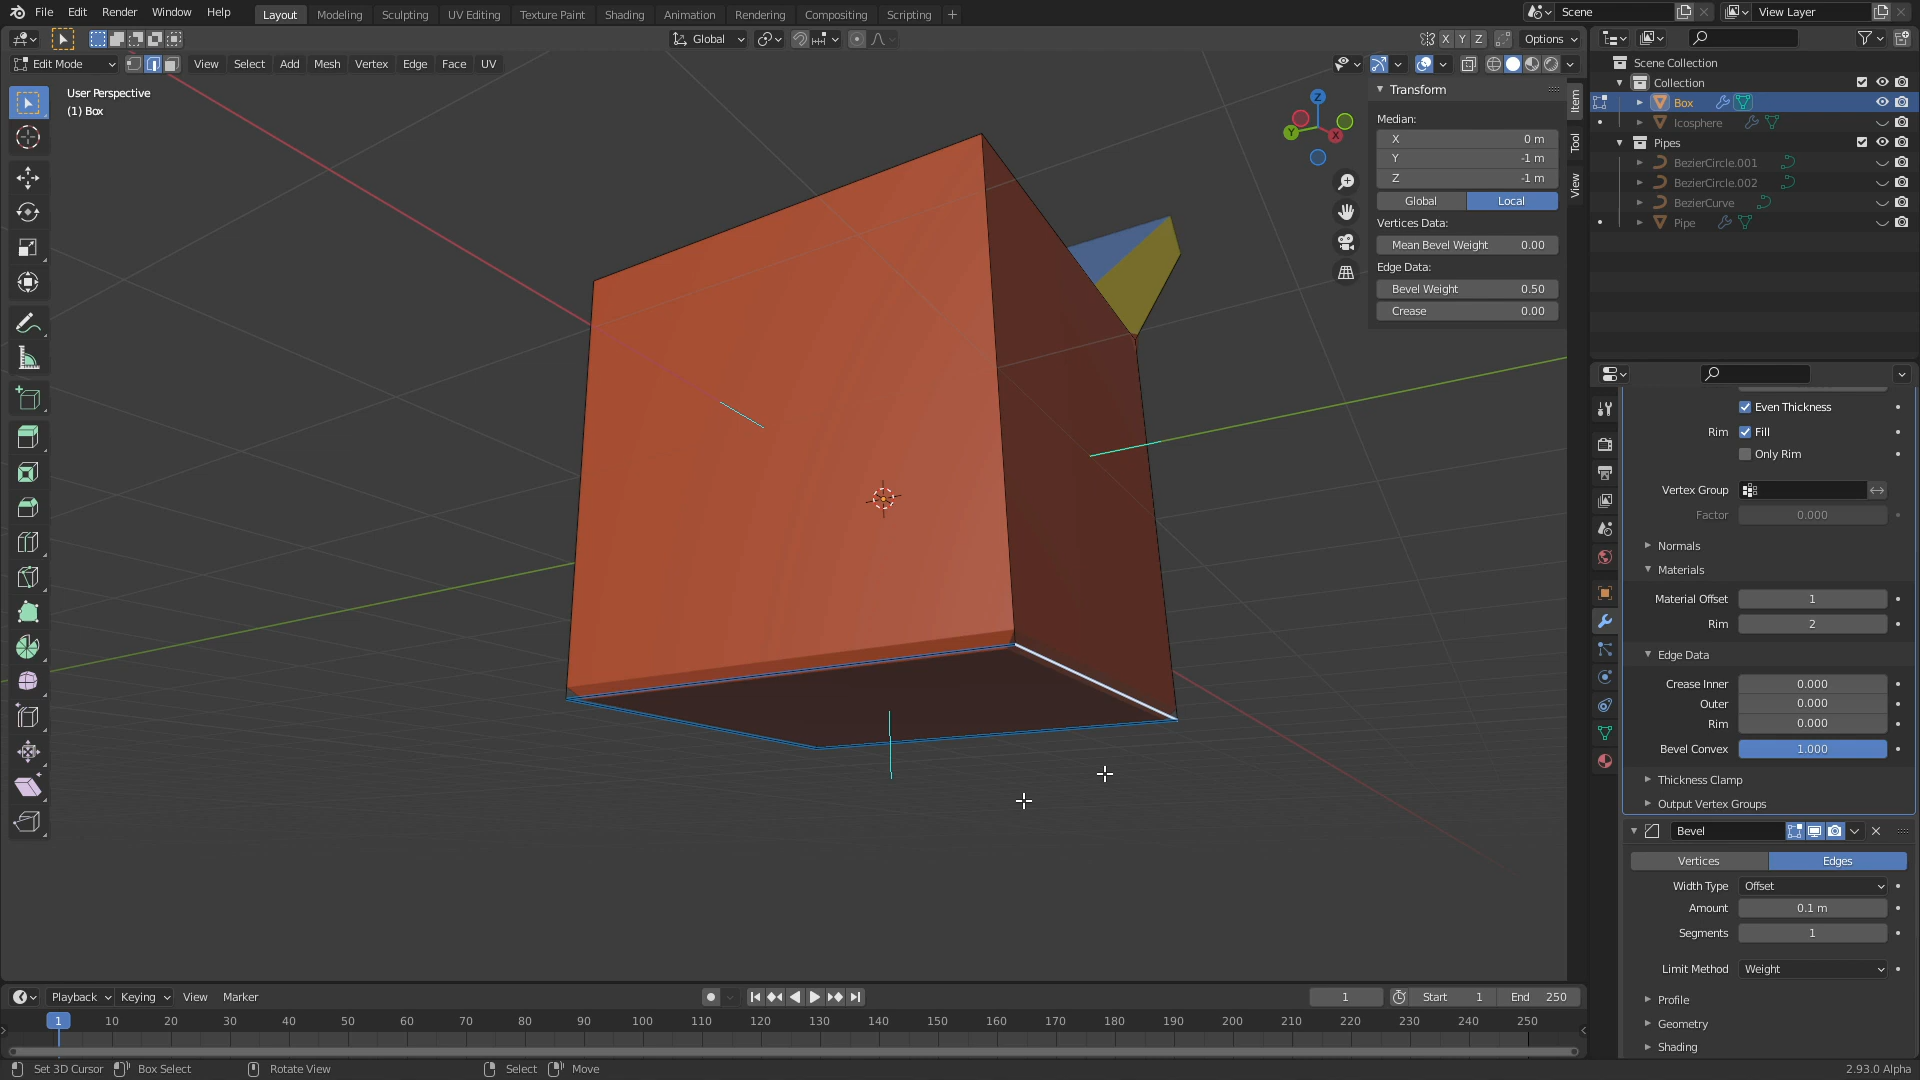 File Edit Render Window Help Layout Modeling Sculpting UV Editing Texture Paint Shading Animation Rendering Compositing Scripting + Scene View Layer
Global X Y Z Options
Edit Mode View Select Add Mesh Vertex Edge Face UV
User Perspective
(1) Box
Z
Y
X
Transform
Median:
X 0 m
Y -1 m
Z -1 m
Global Local
Vertices Data:
Mean Bevel Weight 0.00
Edge Data:
Bevel Weight 0.50
Crease 0.00
Item
Tool
View
Scene Collection
Collection
Box
Icosphere
Pipes
BezierCircle.001
BezierCircle.002
BezierCurve
Pipe
Even Thickness
Rim Fill
Only Rim
Vertex Group
Factor 0.000
Normals
Materials
Material Offset 1
Rim 2
Edge Data
Crease Inner 0.000
Outer 0.000
Rim 0.000
Bevel Convex 1.000
Thickness Clamp
Output Vertex Groups
Bevel
Vertices Edges
Width Type Offset
Amount 0.1 m
Segments 1
Limit Method Weight
Profile
Geometry
Shading
Playback Keying View Marker 1 Start 1 End 250
1 10 20 30 40 50 60 70 80 90 100 110 120 130 140 150 160 170 180 190 200 210 220 230 240 250
Set 3D Cursor Box Select Rotate View Select Move 2.93.0 Alpha